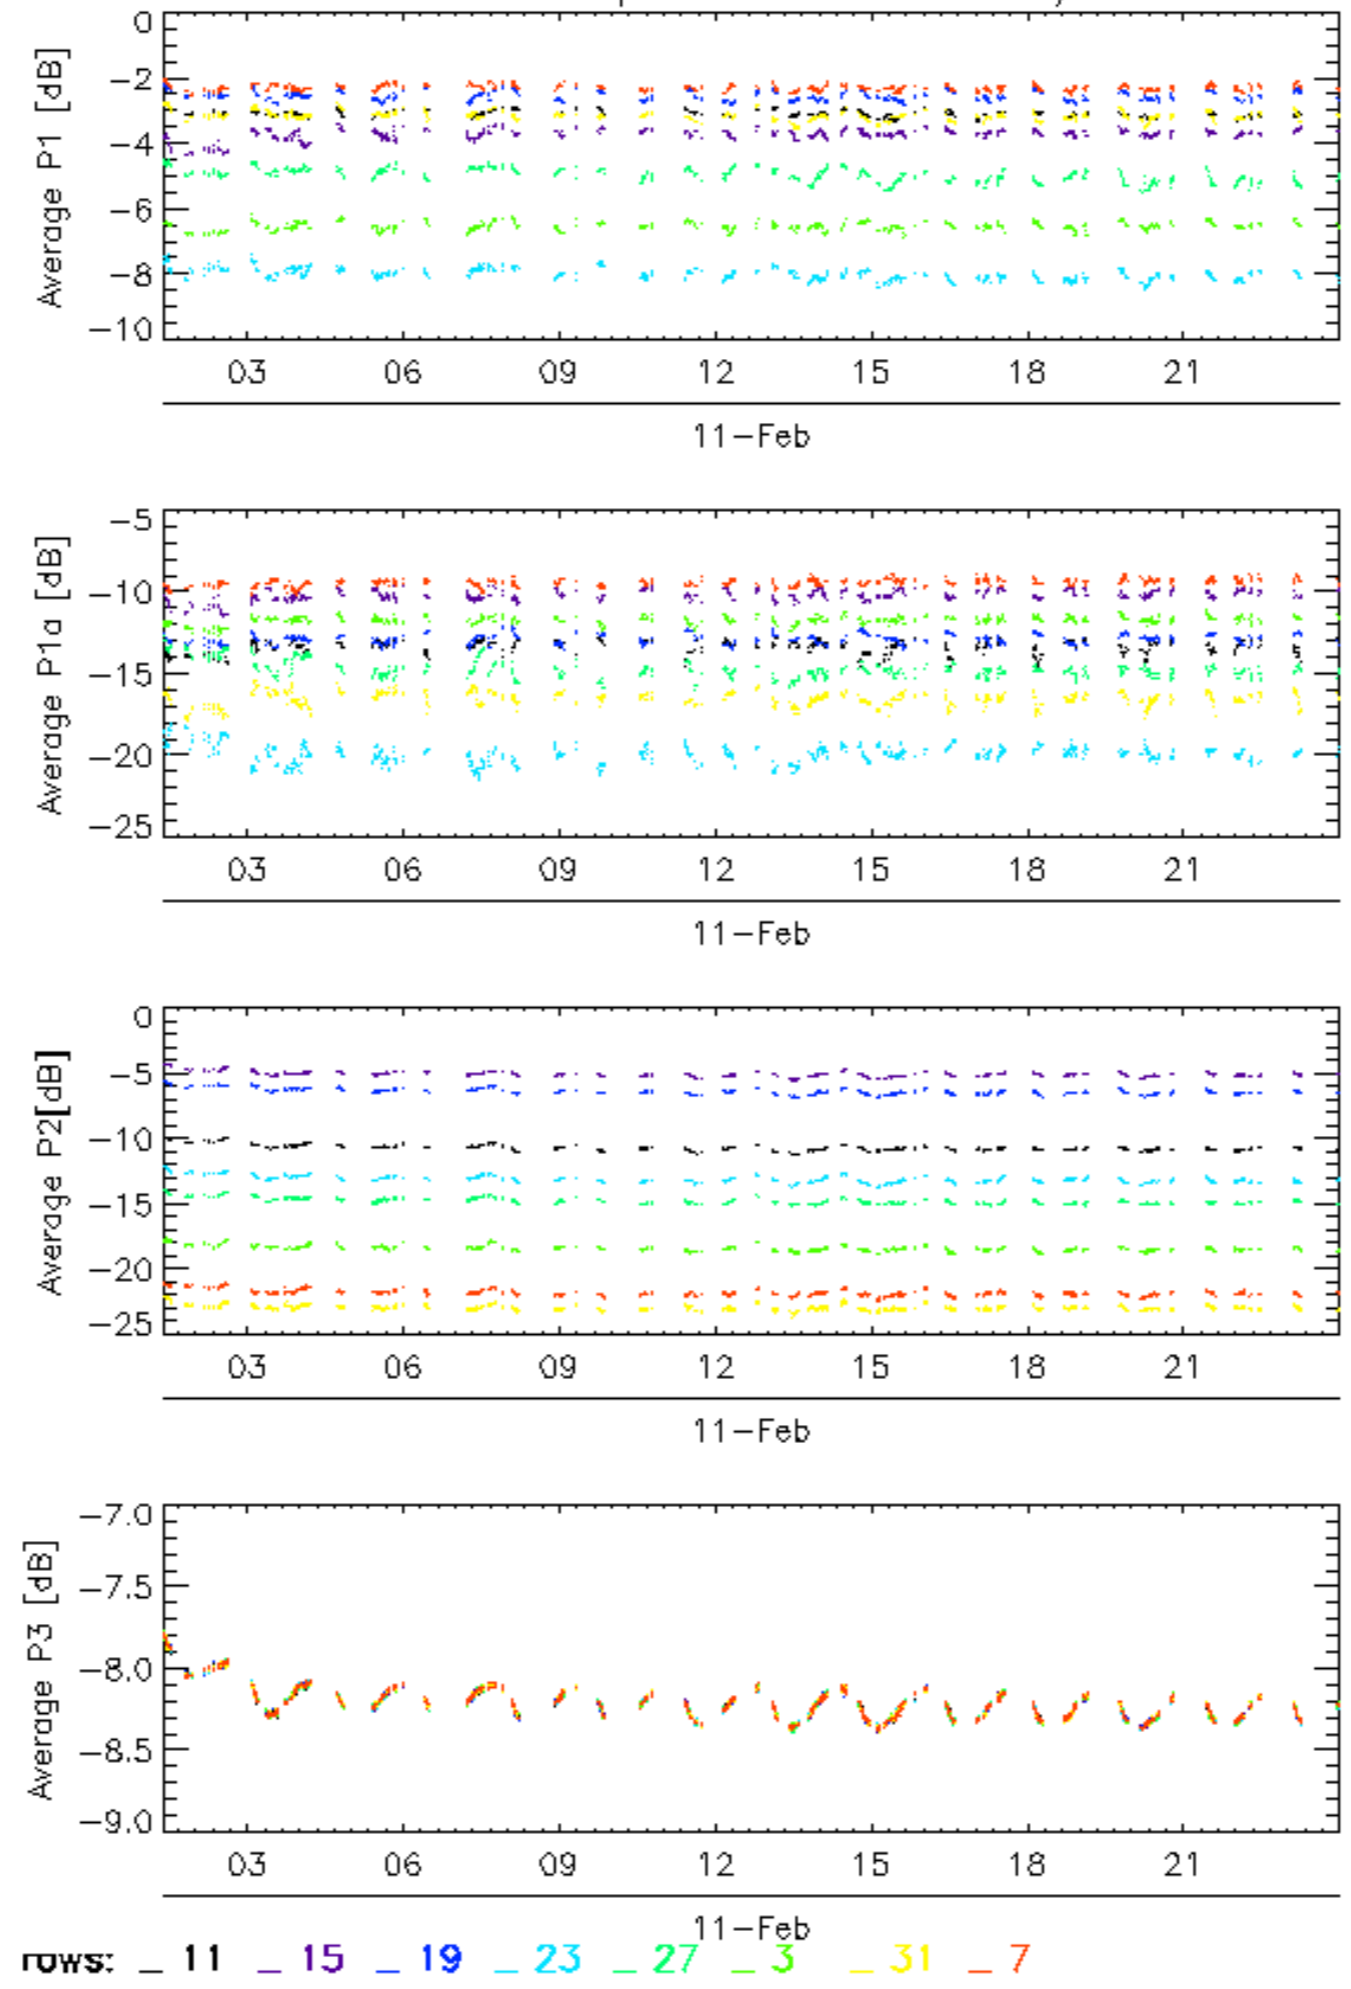 0
−2
−4
−6
−8
−10
Average P1 [dB]
03 06 09 12 15 18 21
11−Feb
−5
−10
−15
−20
−25
Average P1a [dB]
03 06 09 12 15 18 21
11−Feb
0
−5
−10
−15
−20
−25
Average P2[dB]
03 06 09 12 15 18 21
11−Feb
−7.0
−7.5
−8.0
−8.5
−9.0
Average P3 [dB]
03 06 09 12 15 18 21
11−Feb
rows: _ 11 _ 15 _ 19 _ 23 _ 27 _ 3 _ 31 _ 7